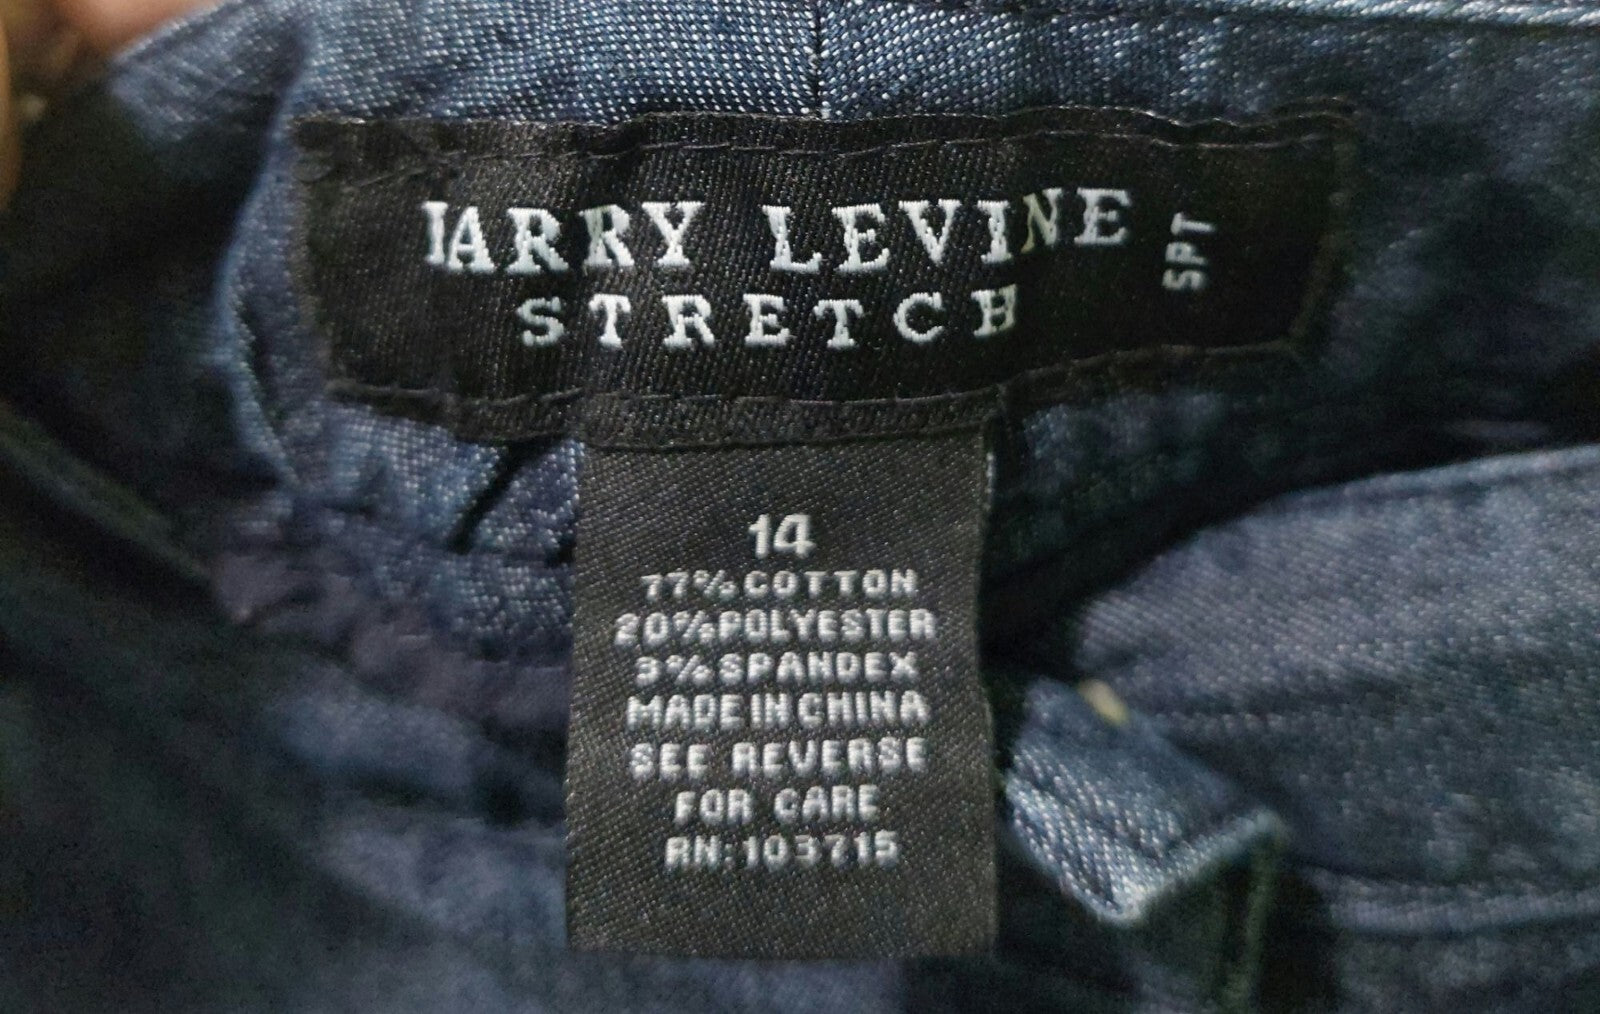 LARRY LEVINE
SPT
STRETCH
14
77% COTTON
20% POLYESTER
3% SPANDEX
MADE IN CHINA
SEE REVERSE
FOR CARE
RN: 103715